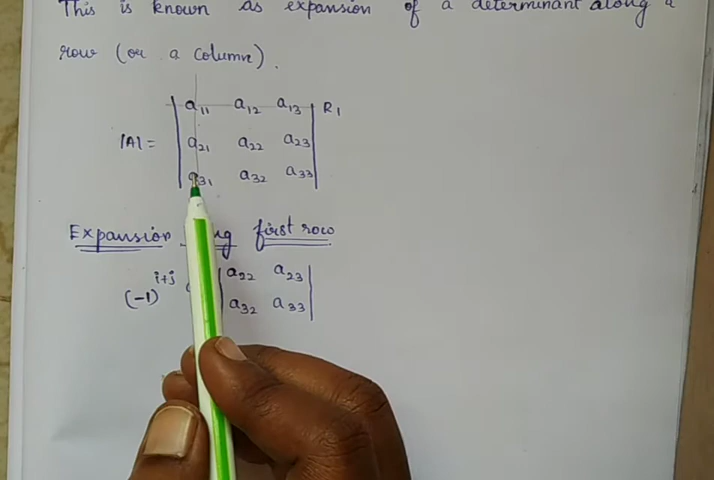 This is known as expansion of a determinant along a
row (or a column).
a₁₁ a₁₂ a₁₃ R₁
|A| = a₂₁ a₂₂ a₂₃
a₃₁ a₃₂ a₃₃
Expansion first row
(-1)^(i+j) | a₂₂ a₂₃ |
a₃₂ a₃₃